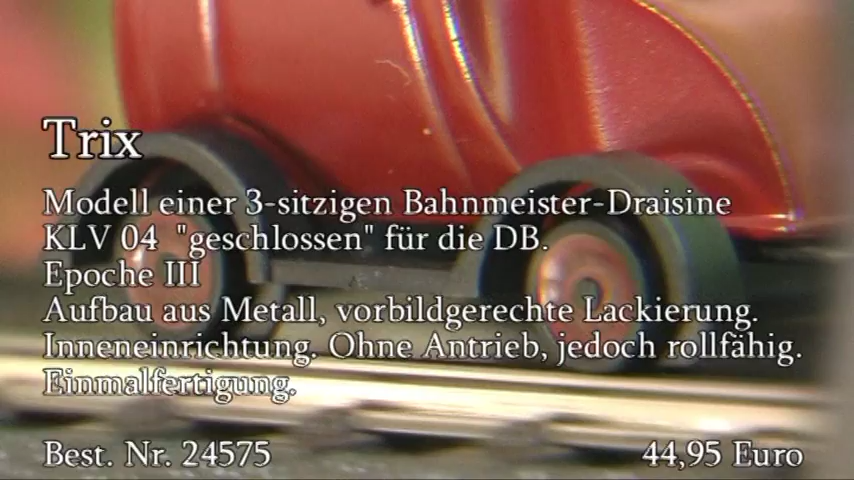 Trix
Modell einer 3-sitzigen Bahnmeister-Draisine
KLV 04 "geschlossen" für die DB.
Epoche III
Aufbau aus Metall, vorbildgerechte Lackierung.
Inneneinrichtung. Ohne Antrieb, jedoch rollfähig.
Einmalfertigung.
Best. Nr. 24575 44,95 Euro